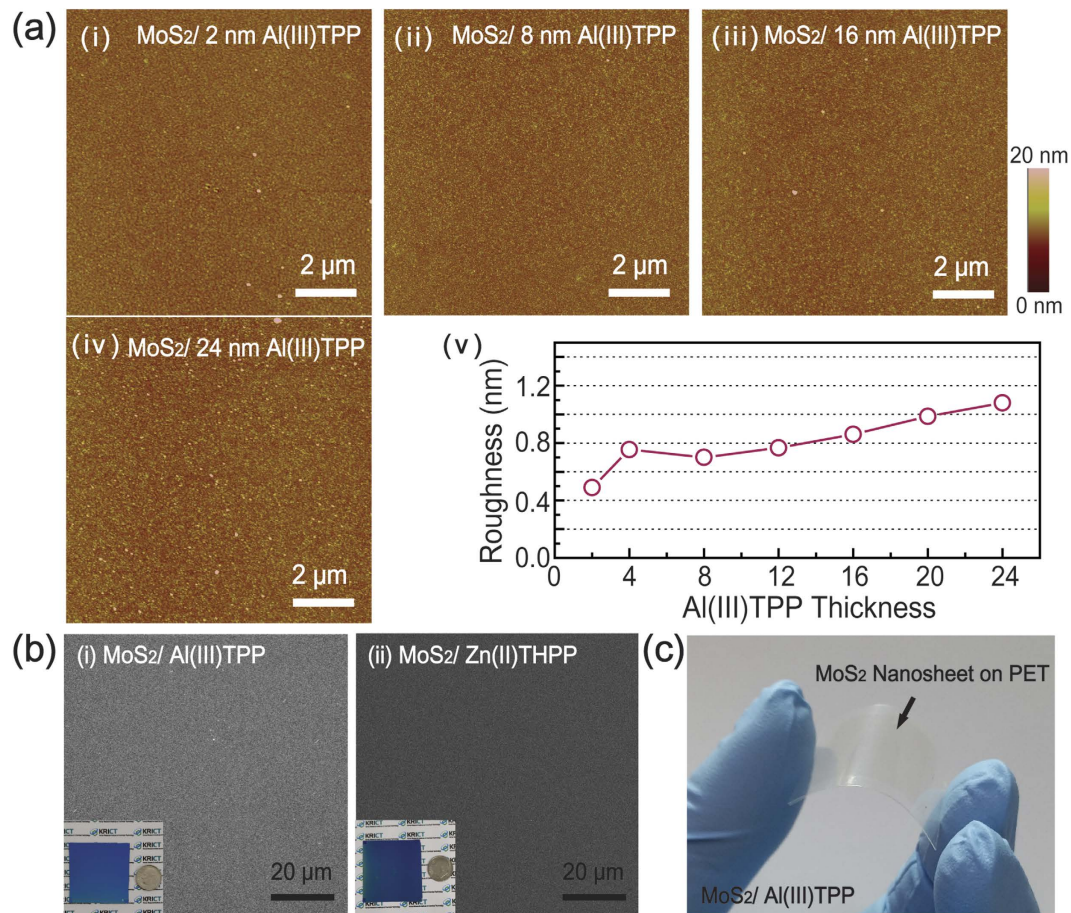 (a)
(i) MoS2/ 2 nm Al(III)TPP
2 µm
(ii) MoS2/ 8 nm Al(III)TPP
2 µm
(iii) MoS2/ 16 nm Al(III)TPP
2 µm
20 nm
0 nm
(iv) MoS2/ 24 nm Al(III)TPP
2 µm
(v)
Roughness (nm)
1.2
0.8
0.4
0.0
0 4 8 12 16 20 24
Al(III)TPP Thickness
(b)
(i) MoS2/ Al(III)TPP
KRICT
20 µm
(ii) MoS2/ Zn(II)THPP
KRICT
20 µm
(c)
MoS2 Nanosheet on PET
MoS2/ Al(III)TPP